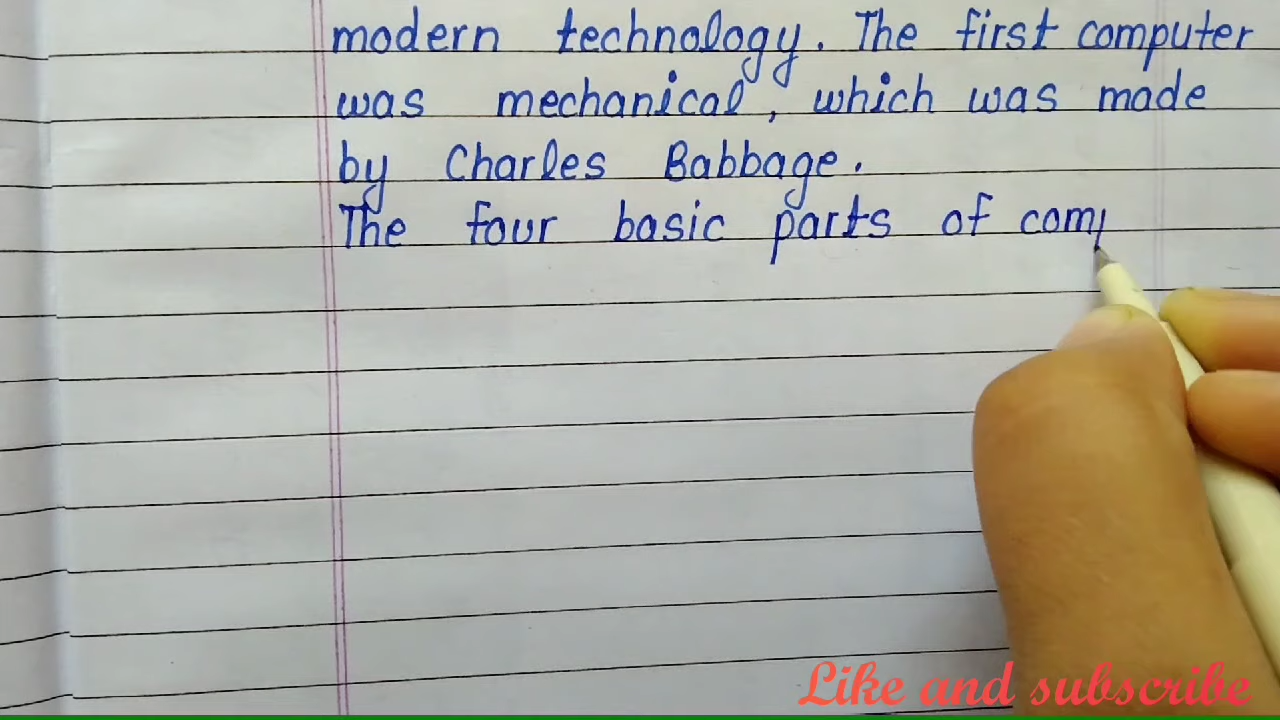 modern technology. The first computer
was mechanical, which was made
by Charles Babbage.
The four basic parts of com
Like and subscribe